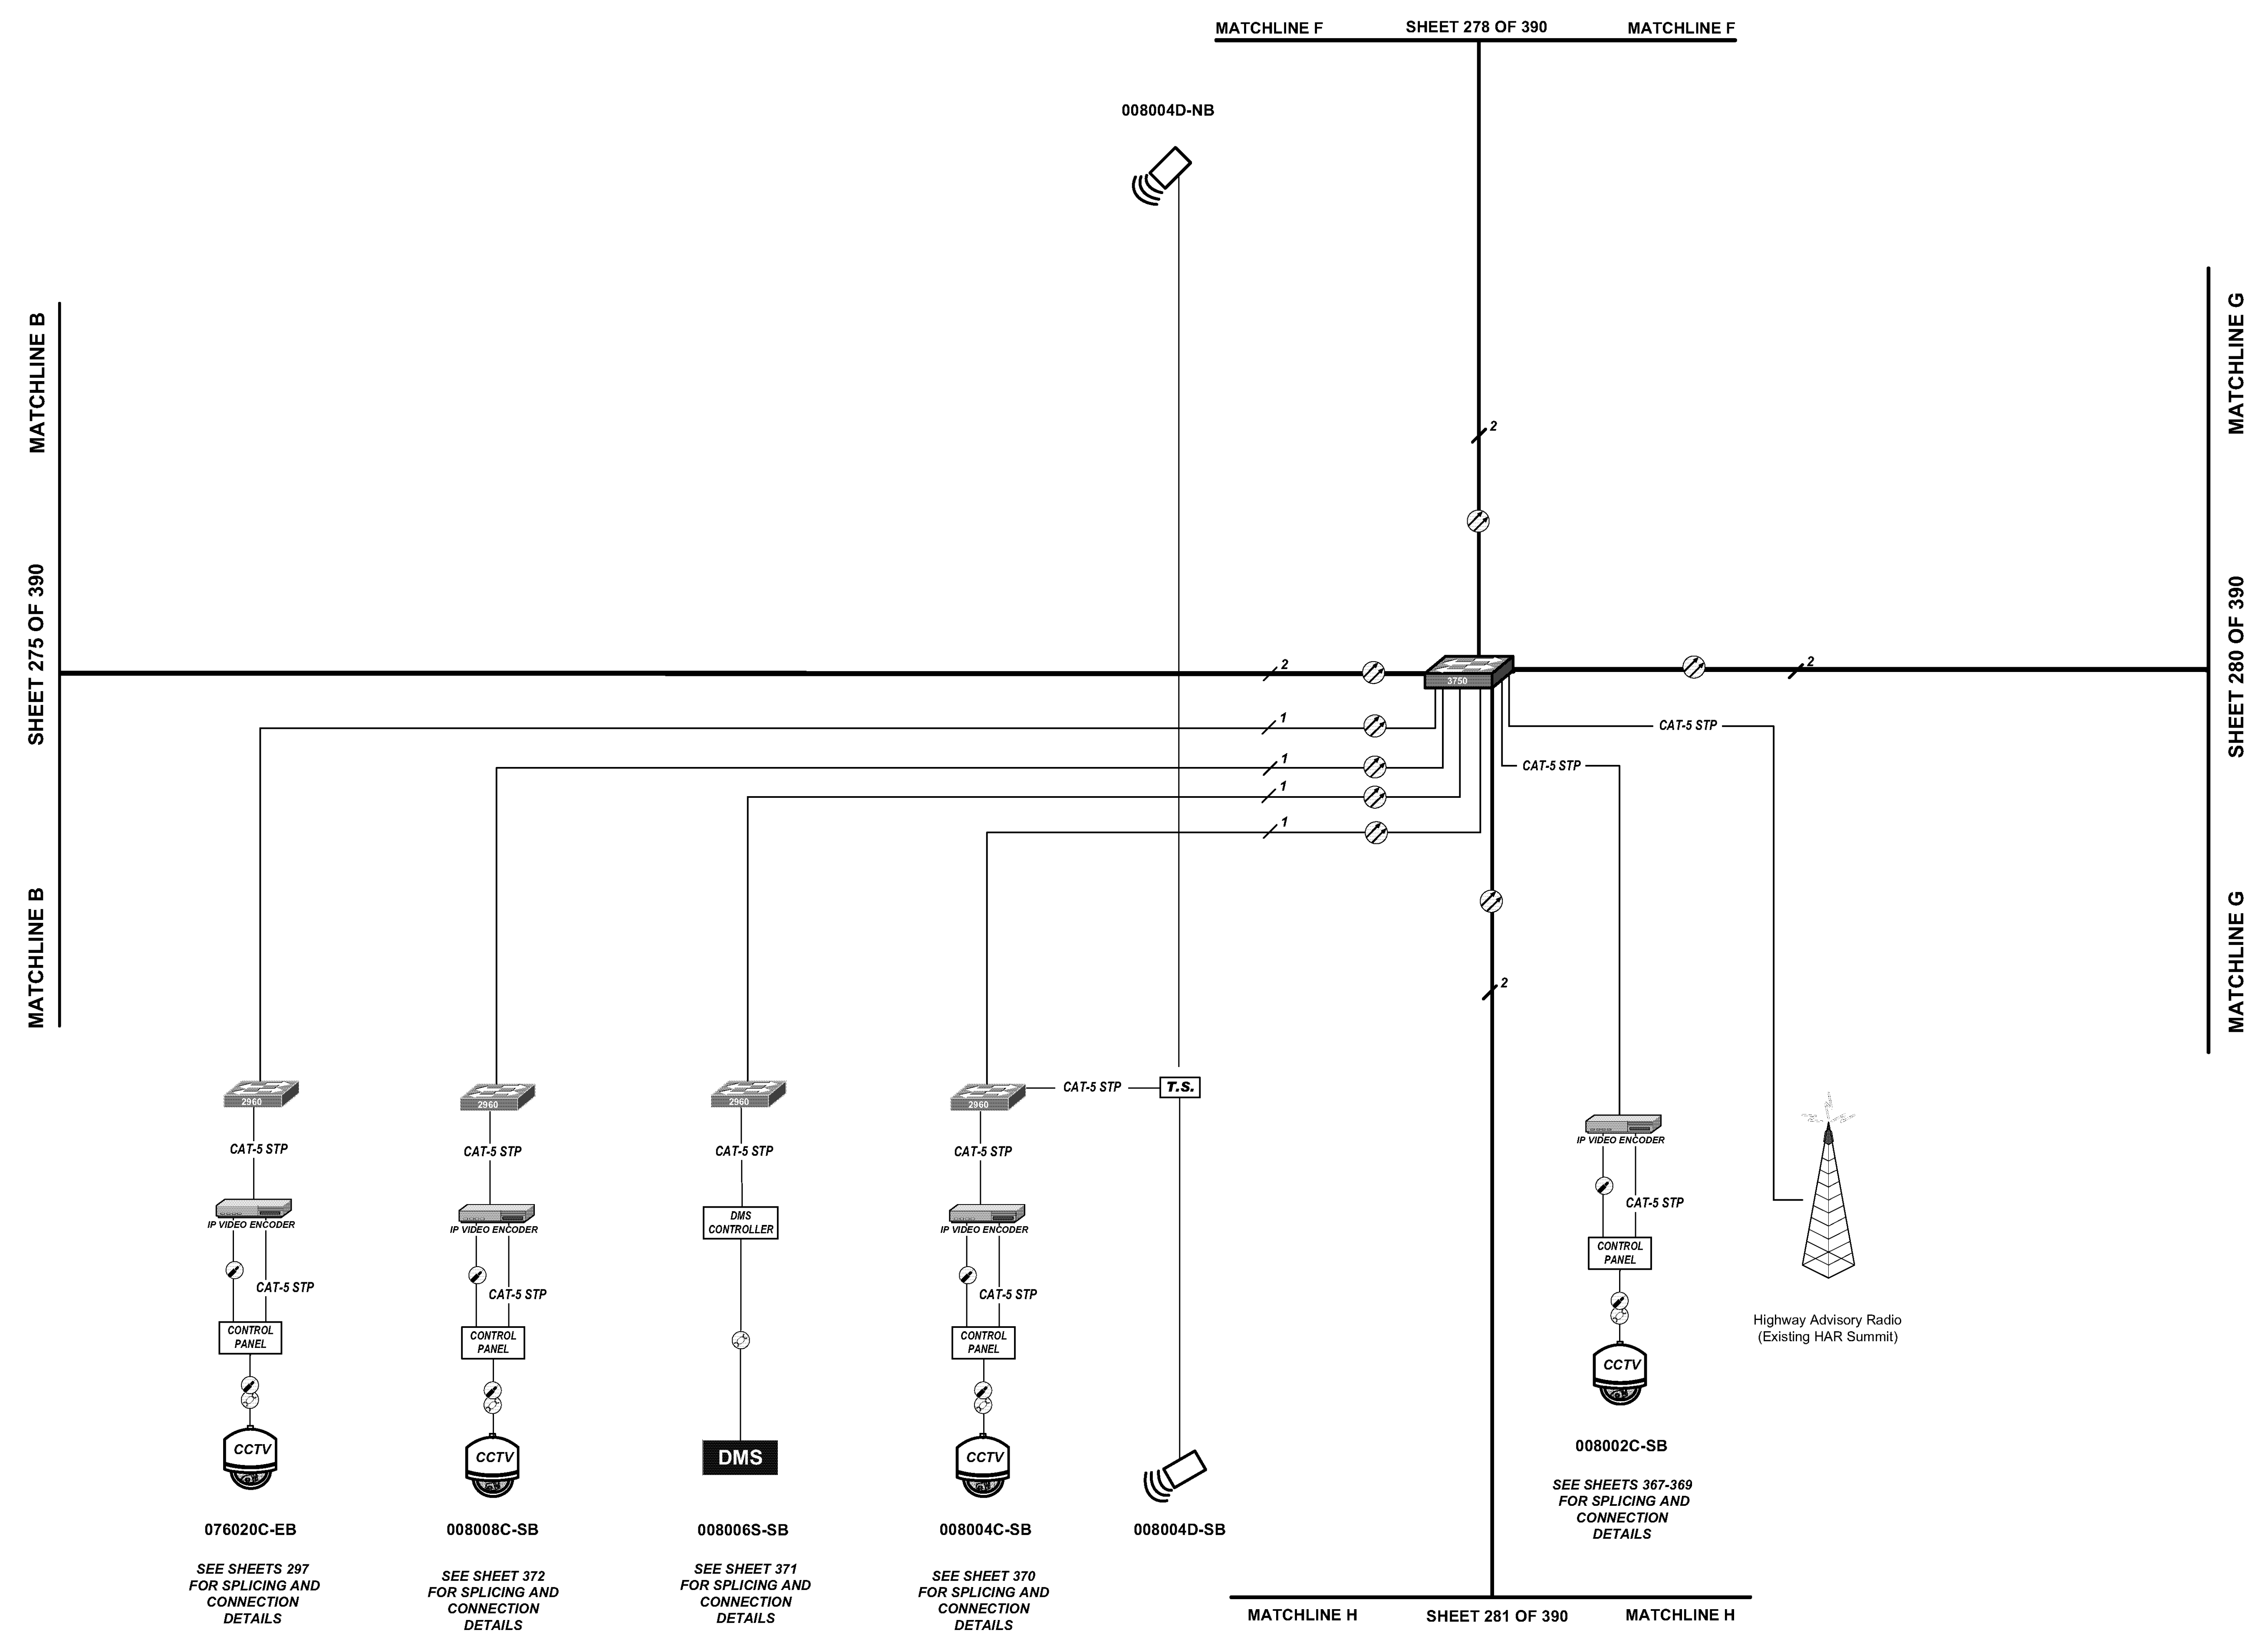 MATCHLINE F SHEET 278 OF 390 MATCHLINE F
008004D-NB
MATCHLINE B
SHEET 275 OF 390
MATCHLINE B
MATCHLINE G
SHEET 280 OF 390
MATCHLINE G
2
2
3750
2
1
1
1
1
CAT-5 STP
CAT-5 STP
2
2960
CAT-5 STP
IP VIDEO ENCODER
CAT-5 STP
CONTROL
PANEL
CCTV
076020C-EB
SEE SHEETS 297
FOR SPLICING AND
CONNECTION
DETAILS
2960
CAT-5 STP
IP VIDEO ENCODER
CAT-5 STP
CONTROL
PANEL
CCTV
008008C-SB
SEE SHEET 372
FOR SPLICING AND
CONNECTION
DETAILS
2960
CAT-5 STP
DMS
CONTROLLER
DMS
008006S-SB
SEE SHEET 371
FOR SPLICING AND
CONNECTION
DETAILS
2960
CAT-5 STP
T.S.
CAT-5 STP
IP VIDEO ENCODER
CAT-5 STP
CONTROL
PANEL
CCTV
008004C-SB
SEE SHEET 370
FOR SPLICING AND
CONNECTION
DETAILS
008004D-SB
IP VIDEO ENCODER
CAT-5 STP
CONTROL
PANEL
CCTV
008002C-SB
SEE SHEETS 367-369
FOR SPLICING AND
CONNECTION
DETAILS
Highway Advisory Radio
(Existing HAR Summit)
MATCHLINE H SHEET 281 OF 390 MATCHLINE H